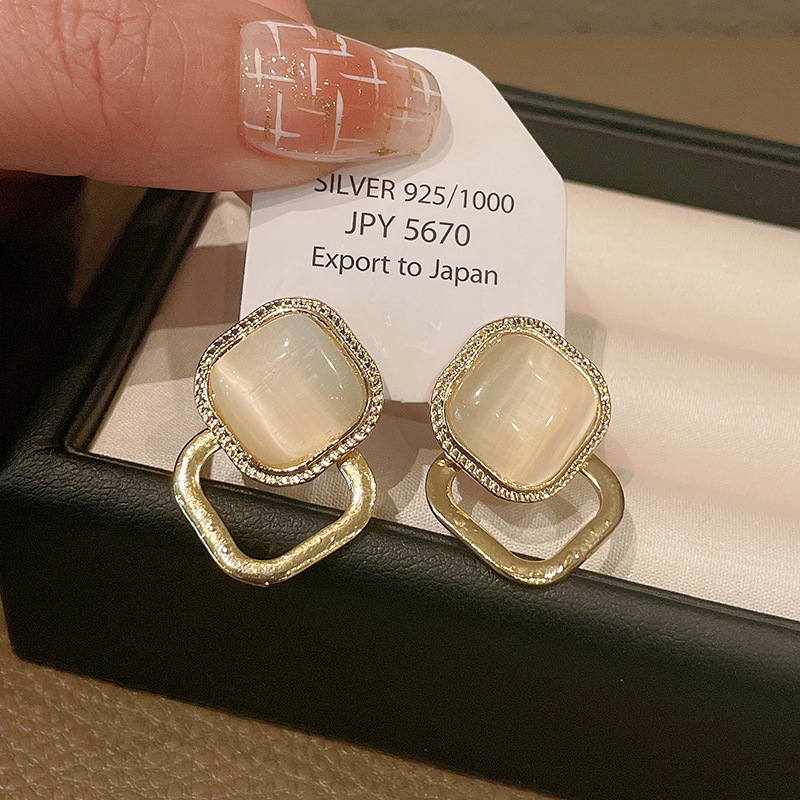 SILVER 925/1000
JPY 5670
Export to Japan